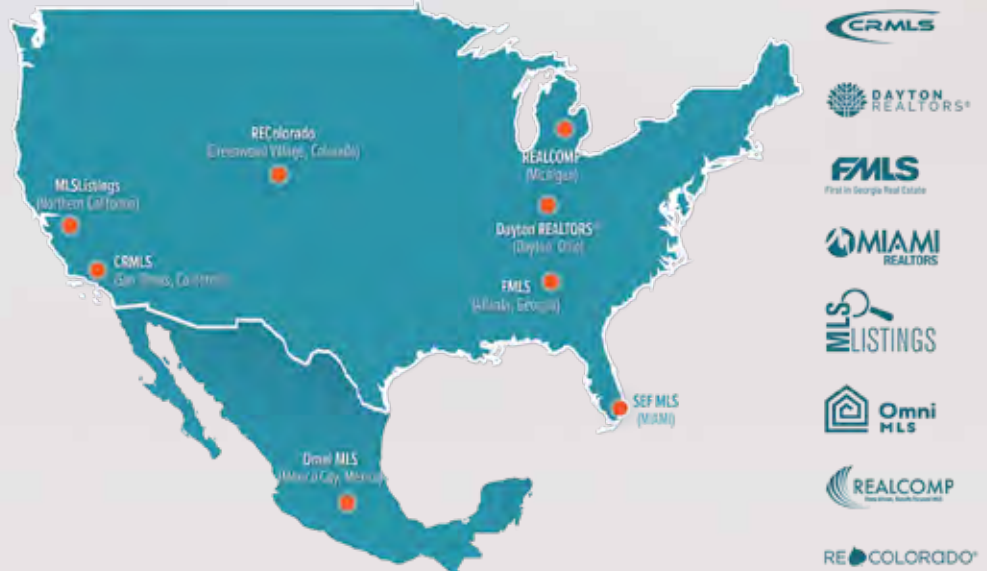 REColorado
(Greenwood Village, Colorado)
MLSListings
(Northern California)
CRMLS
(San Dimas, California)
REALCOMP
(Michigan)
Dayton REALTORS®
(Dayton, Ohio)
FMLS
(Atlanta, Georgia)
SEF MLS
(MIAMI)
Omni MLS
(Mexico City, Mexico)
CRMLS
DAYTON
REALTORS®
FMLS
First in Georgia Real Estate
MIAMI
REALTORS
MLS
LISTINGS
Omni
MLS
REALCOMP
RE COLORADO®